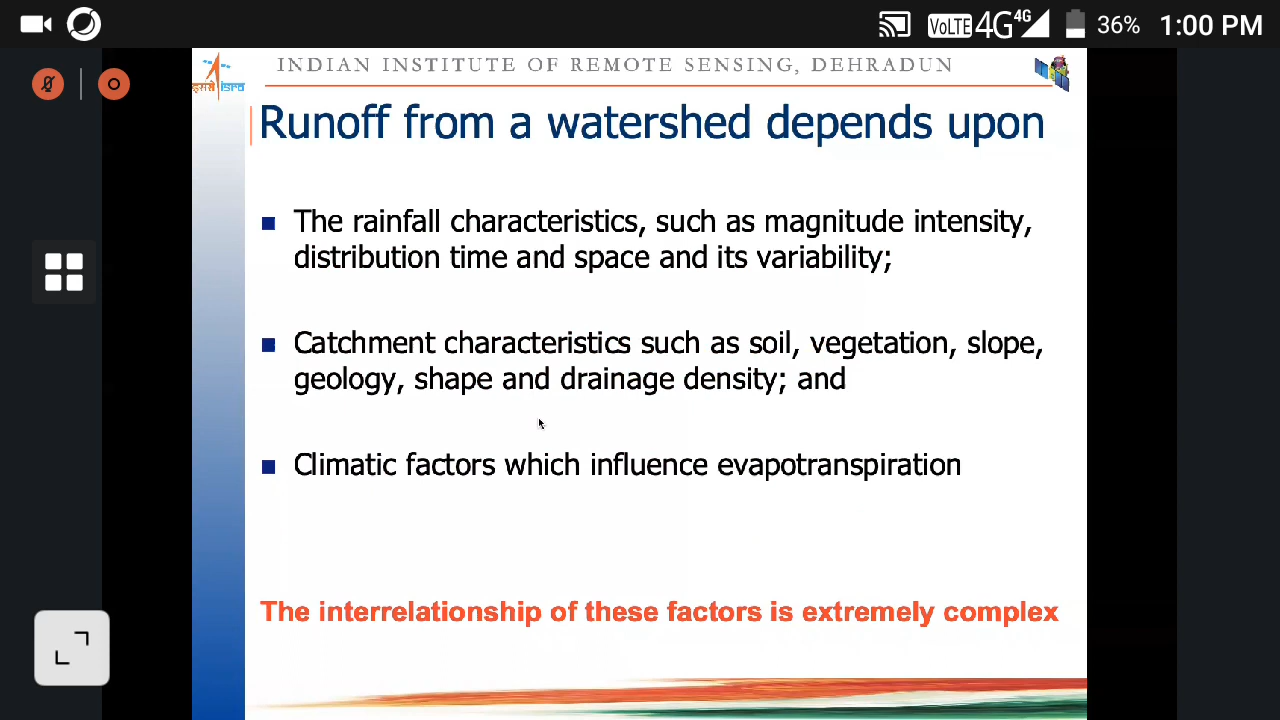 VoLTE 4G 4G 36% 1:00 PM
INDIAN INSTITUTE OF REMOTE SENSING, DEHRADUN
इसरो isro
Runoff from a watershed depends upon
The rainfall characteristics, such as magnitude intensity,
distribution time and space and its variability;
Catchment characteristics such as soil, vegetation, slope,
geology, shape and drainage density; and
Climatic factors which influence evapotranspiration
The interrelationship of these factors is extremely complex